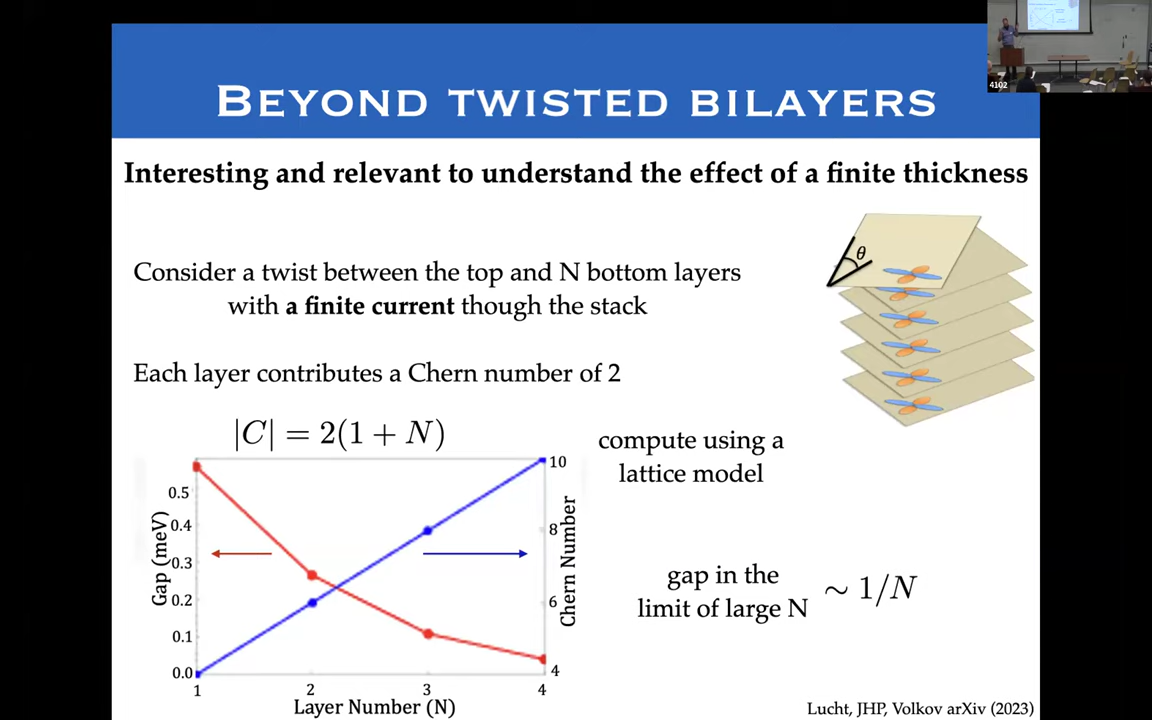 BEYOND TWISTED BILAYERS
4102
Interesting and relevant to understand the effect of a finite thickness
Consider a twist between the top and N bottom layers
with a finite current though the stack
θ
Each layer contributes a Chern number of 2
|C| = 2(1 + N)
compute using a
lattice model
Gap (meV)
0.5
0.4
0.3
0.2
0.1
0.0
1
2
3
4
Layer Number (N)
10
8
6
4
Chern Number
gap in the
limit of large N
∼ 1/N
Lucht, JHP, Volkov arXiv (2023)